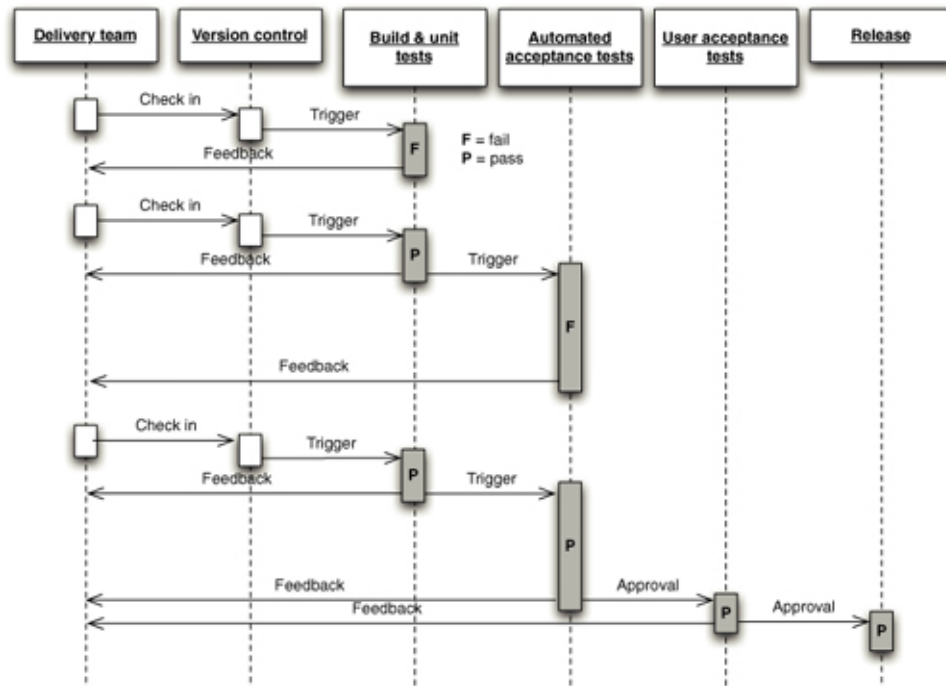 Delivery team
Version control
Build & unit
tests
Automated
acceptance tests
User acceptance
tests
Release
Check in
Trigger
F
F = fail
P = pass
Feedback
Check in
Trigger
P
Feedback
Trigger
F
Feedback
Check in
Trigger
P
Feedback
Trigger
P
Feedback
Approval
P
Feedback
Approval
P